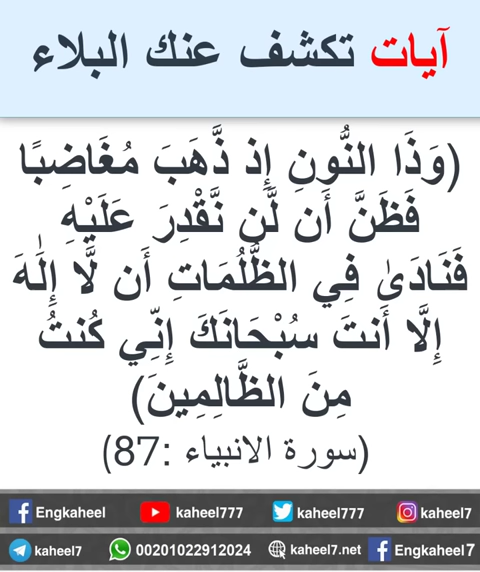 آيات تكشف عنك البلاء
(وَذَا النُّونِ إِذ ذَّهَبَ مُغَاضِبًا
فَظَنَّ أَن لَّن نَّقْدِرَ عَلَيْهِ
فَنَادَىٰ فِي الظُّلُمَاتِ أَن لَّا إِلَٰهَ
إِلَّا أَنتَ سُبْحَانَكَ إِنِّي كُنتُ
مِنَ الظَّالِمِينَ)
(سورة الانبياء :87)
Engkaheel kaheel777 kaheel777 kaheel7
kaheel7 00201022912024 kaheel7.net Engkaheel7